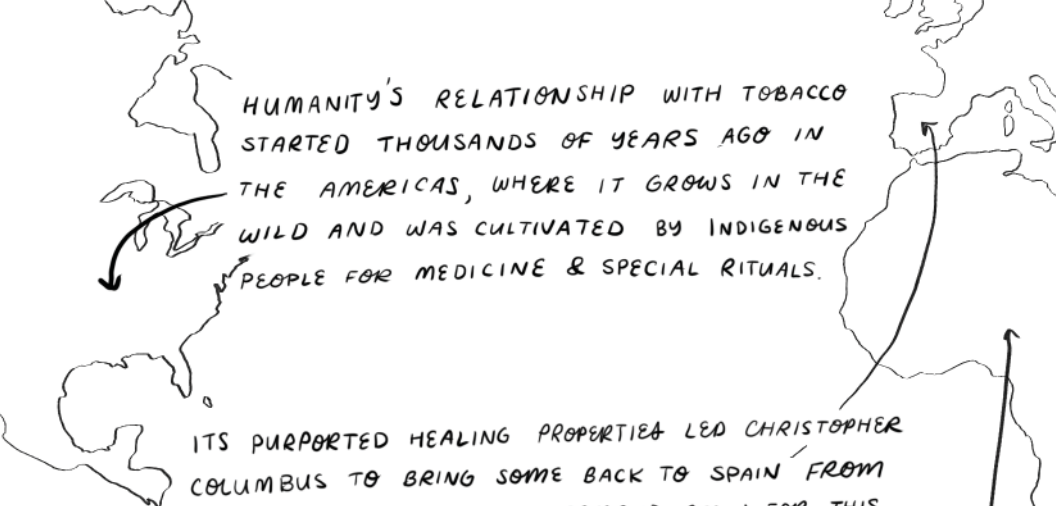 HUMANITY'S RELATIONSHIP WITH TOBACCO
STARTED THOUSANDS OF YEARS AGO IN
THE AMERICAS, WHERE IT GROWS IN THE
WILD AND WAS CULTIVATED BY INDIGENOUS
PEOPLE FOR MEDICINE & SPECIAL RITUALS.
ITS PURPORTED HEALING PROPERTIES LED CHRISTOPHER
COLUMBUS TO BRING SOME BACK TO SPAIN FROM
FOR THIS